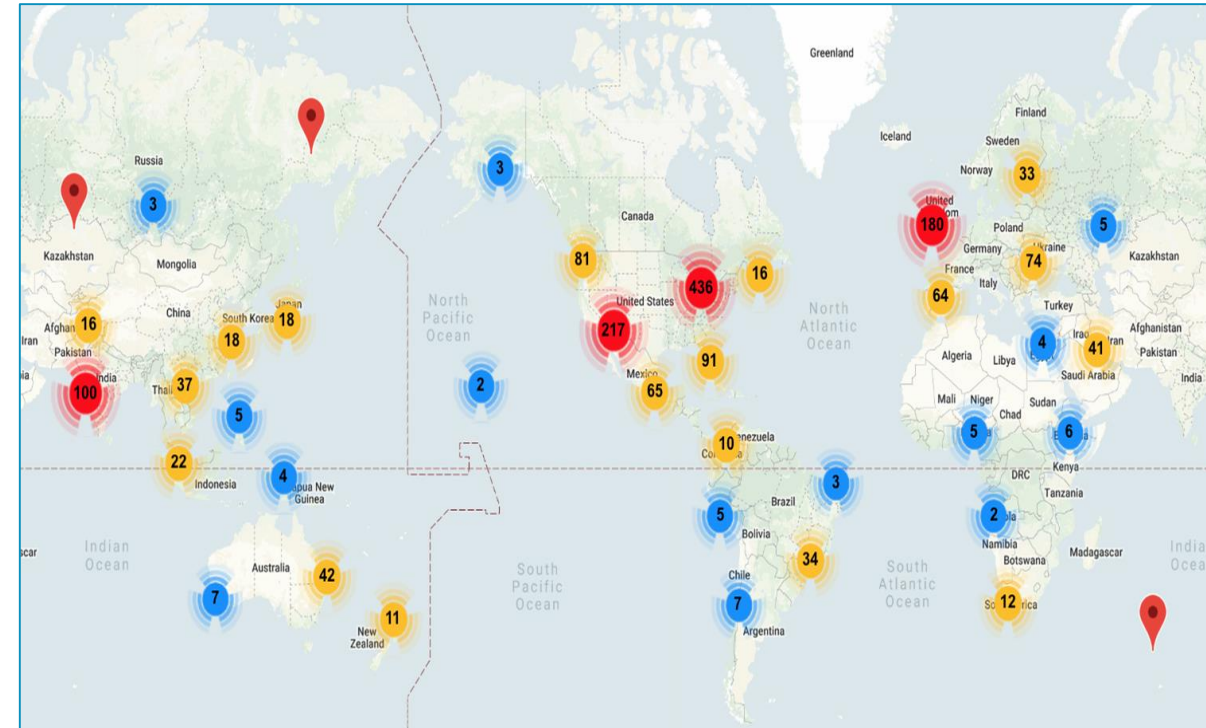 Greenland
Finland
Iceland
Sweden
Russia
3
Norway
33
3
Canada
United
180
Poland
5
Germany
Ukraine
Kazakhstan
Mongolia
81
16
France
74
Kazakhstan
436
Italy
64
North
Pacific
Ocean
United States
North
Atlantic
Ocean
Turkey
China
Japan
South Korea
18
16
18
217
4
41
Afghanistan
Iran
Pakistan
Algeria
Libya
Pakistan
Saudi Arabia
India
100
37
2
Mexico
65
91
Mali
Niger
Chad
Sudan
5
5
6
10
22
Indonesia
Kenya
DRC
Tanzania
4
New
Guinea
3
Brazil
5
Bolivia
2
Namibia
Botswana
Madagascar
Indian
Ocean
Australia
42
7
South
Pacific
Ocean
Chile
34
7
Argentina
South
Atlantic
Ocean
12
11
New
Zealand